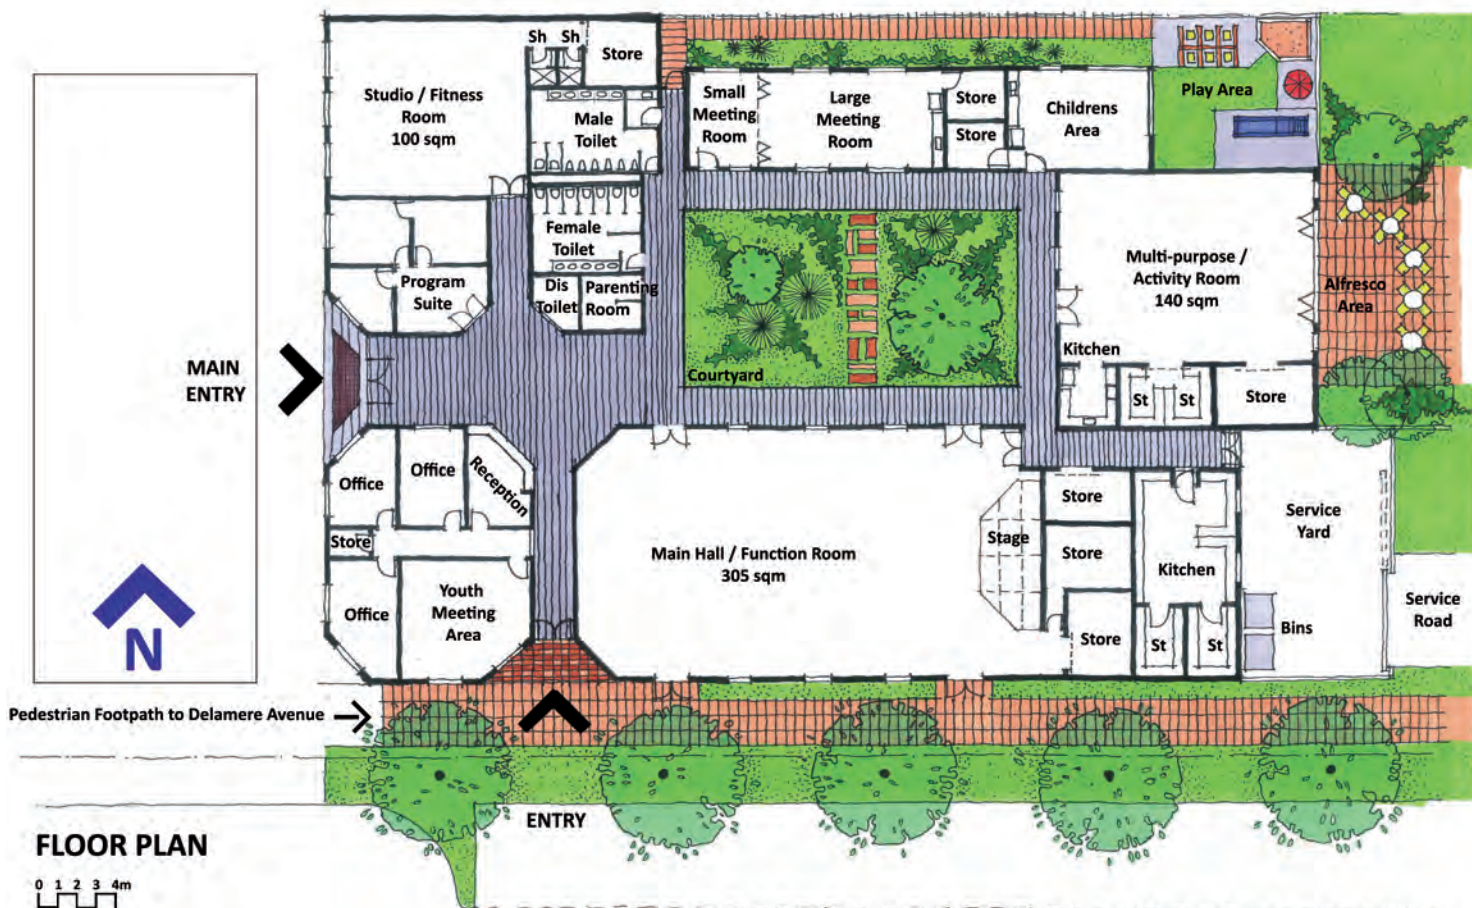 Sh Sh
Store
Studio / Fitness
Room
100 sqm
Male
Toilet
Small
Meeting
Room
Large
Meeting
Room
Store
Store
Childrens
Area
Play Area
Female
Toilet
Program
Suite
Dis
Toilet
Parenting
Room
Multi-purpose /
Activity Room
140 sqm
Alfresco
Area
MAIN
ENTRY
Courtyard
Kitchen
St
St
Store
Office
Office
Reception
Store
Office
Youth
Meeting
Area
Main Hall / Function Room
305 sqm
Stage
Store
Store
Store
Kitchen
St
St
Service
Yard
Bins
Service
Road
N
Pedestrian Footpath to Delamere Avenue
ENTRY
FLOOR PLAN
0 1 2 3 4m